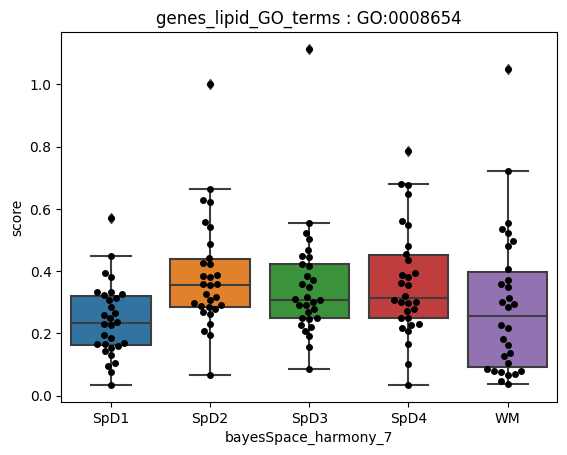 genes_lipid_GO_terms : GO:0008654
score
1.0
0.8
0.6
0.4
0.2
0.0
SpD1 SpD2 SpD3 SpD4 WM
bayesSpace_harmony_7